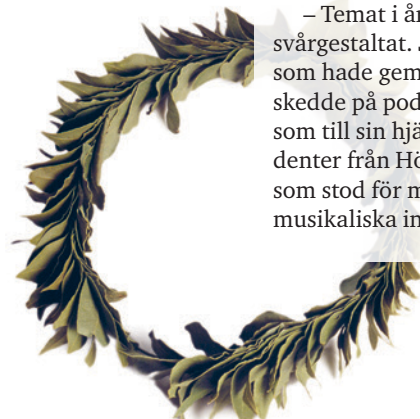 – Temat i år
svårgestaltat.
som hade gem
skedde på pod
som till sin hjä
denter från Hö
som stod för m
musikaliska in